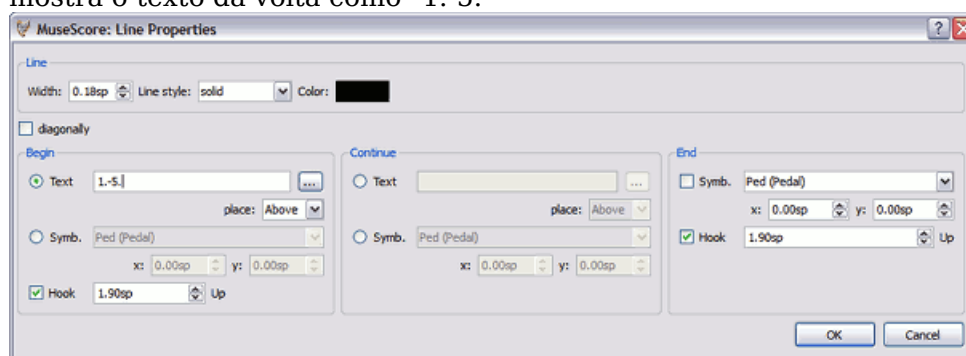 mostra o texto da volta como "1.-5."
MuseScore: Line Properties
Line
Width: 0.18sp Line style: solid Color:
diagonally
Begin
Text 1.-5. ...
place: Above
Symb. Ped (Pedal)
x: 0.00sp y: 0.00sp
Hook 1.90sp Up
Continue
Text ...
place: Above
Symb. Ped (Pedal)
x: 0.00sp y: 0.00sp
End
Symb. Ped (Pedal)
x: 0.00sp y: 0.00sp
Hook 1.90sp Up
OK Cancel